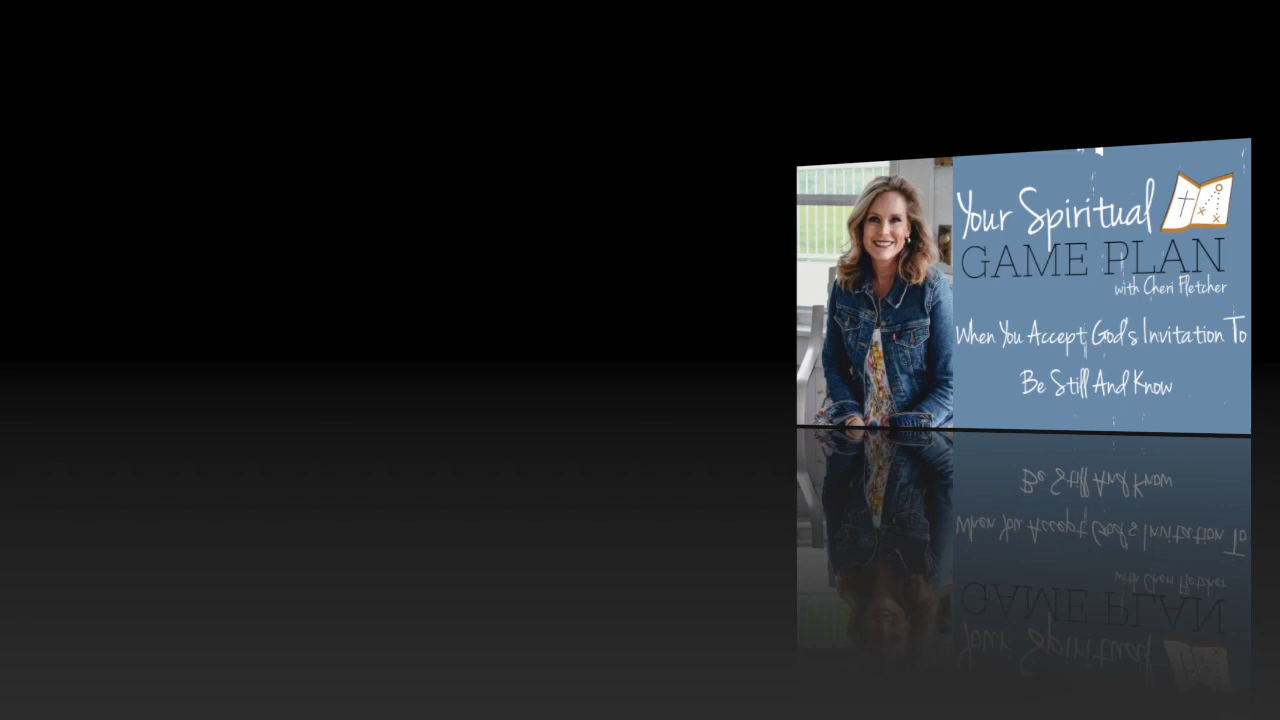 Your Spiritual
GAME PLAN
with Cheri Fletcher
When You Accept God's Invitation To
Be Still And Know